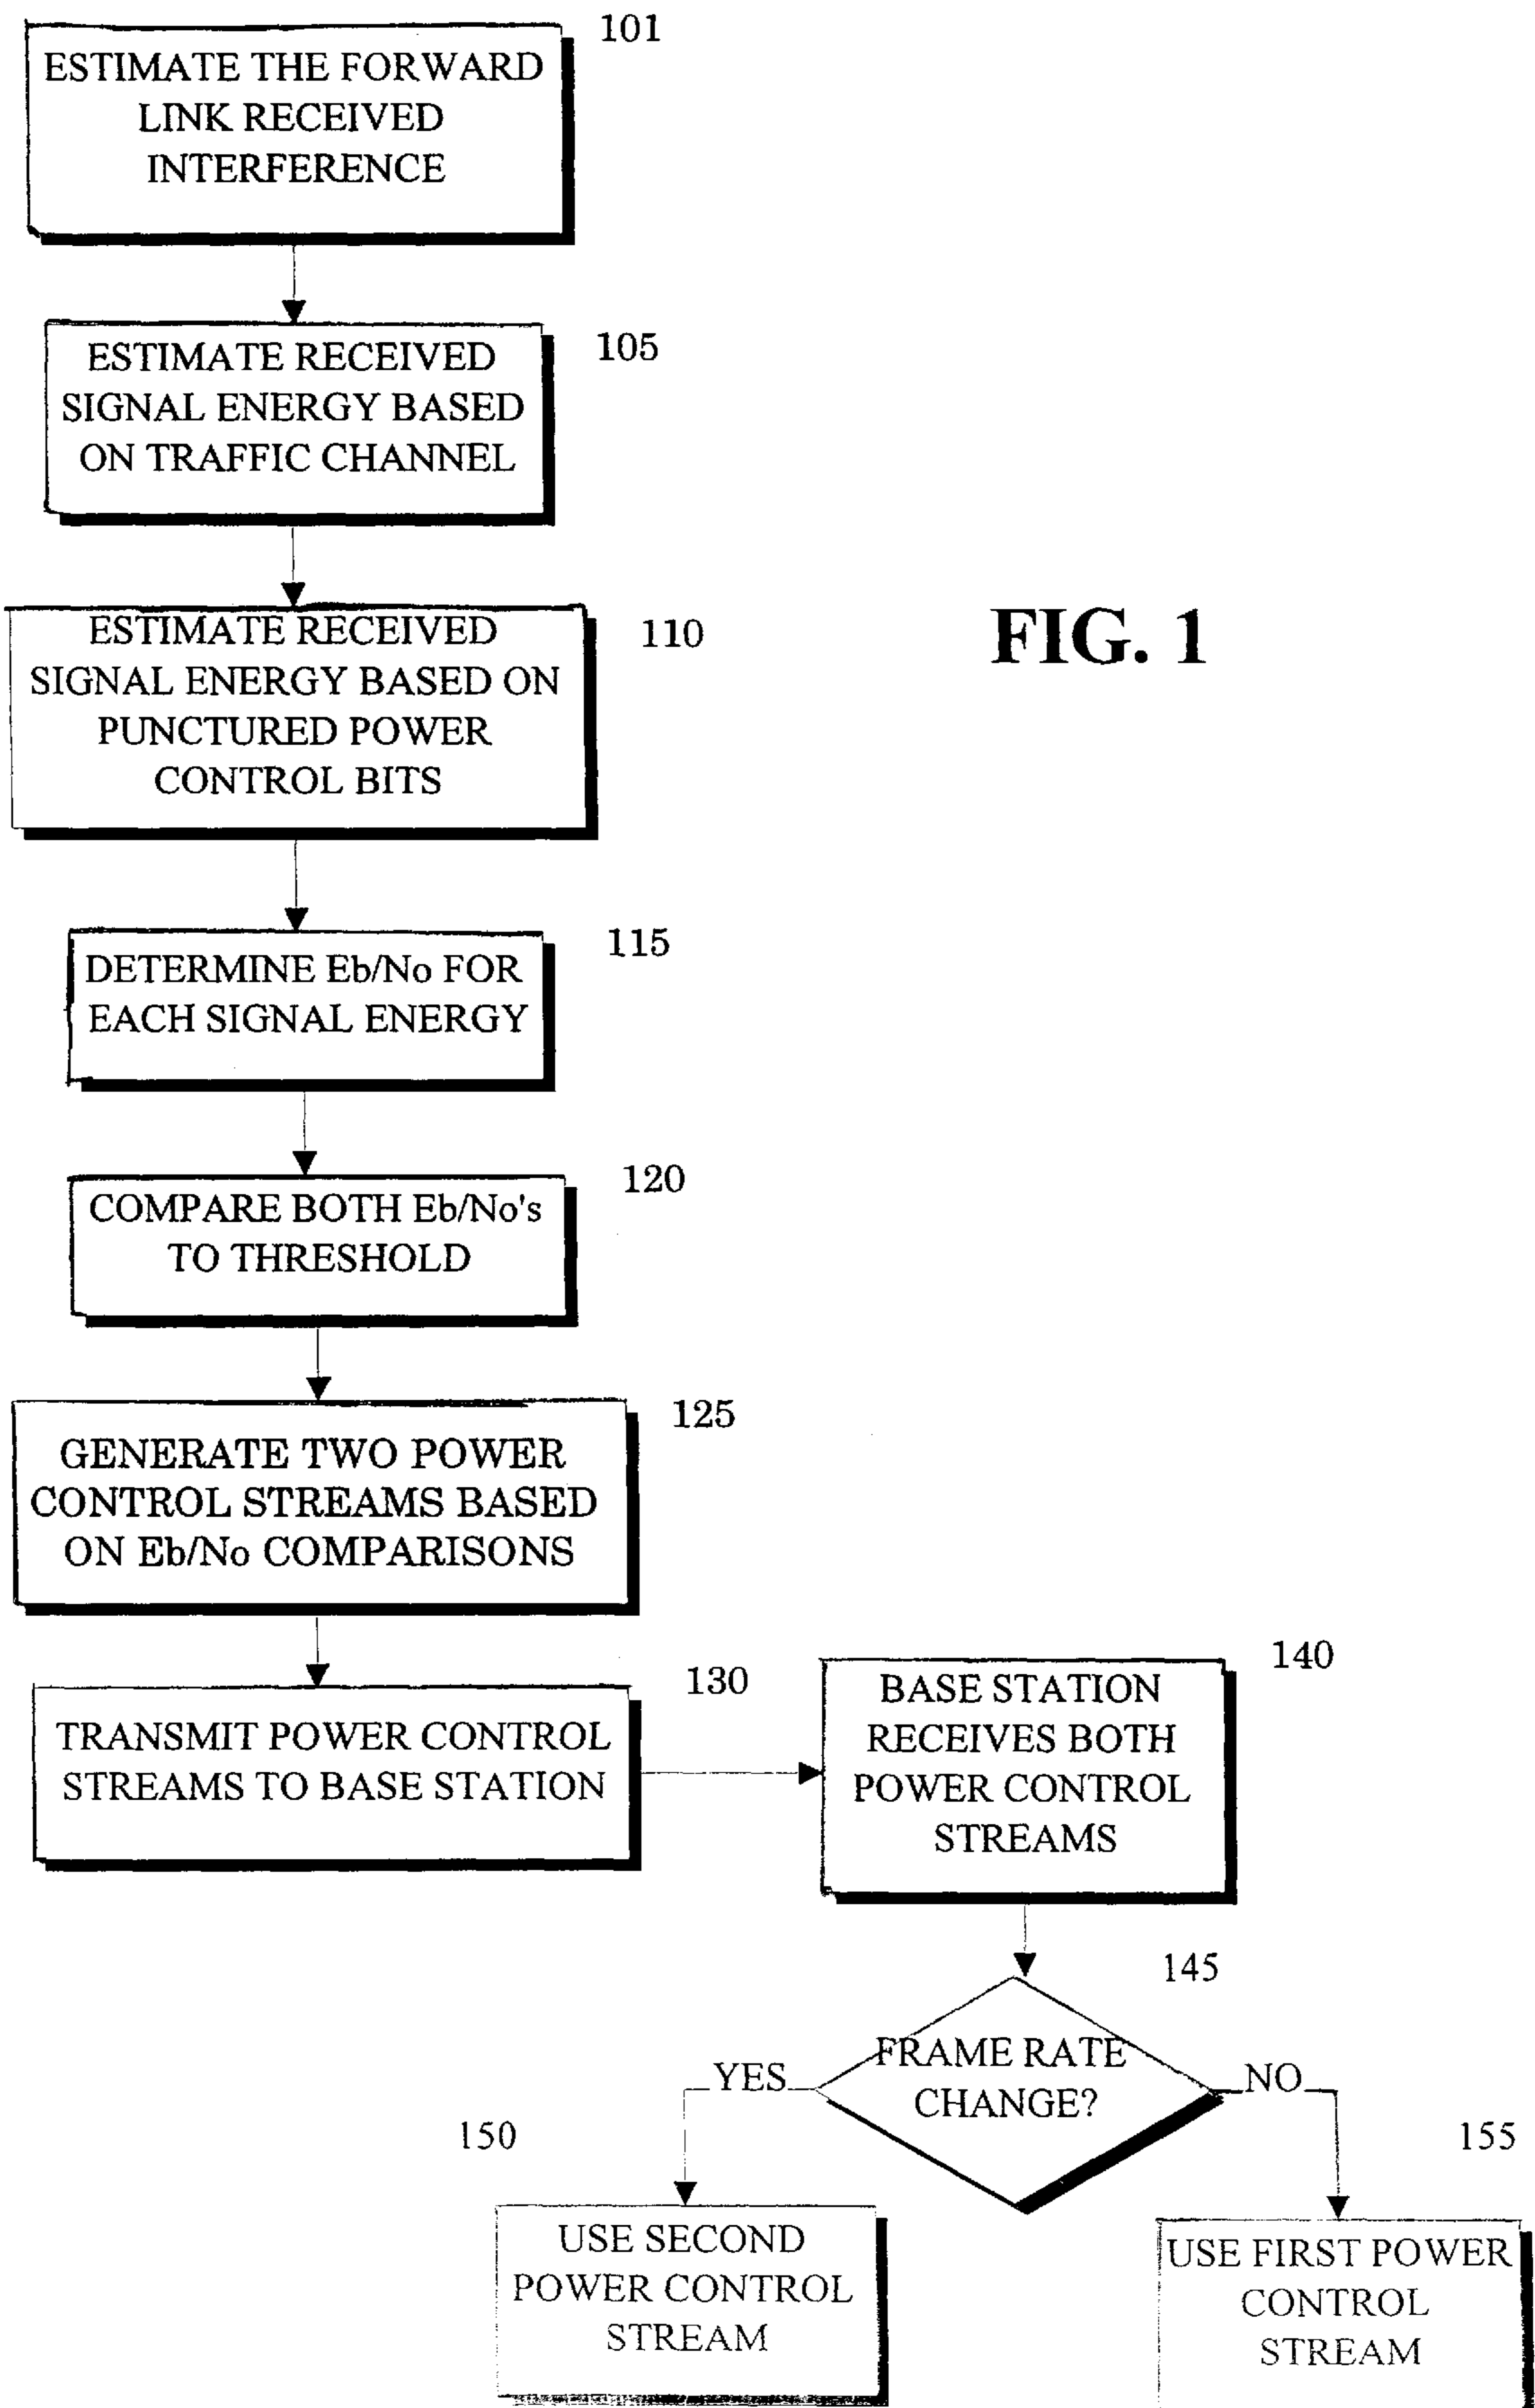 101
ESTIMATE THE FORWARD
LINK RECEIVED
INTERFERENCE
105
ESTIMATE RECEIVED
SIGNAL ENERGY BASED
ON TRAFFIC CHANNEL
110
ESTIMATE RECEIVED
SIGNAL ENERGY BASED ON
PUNCTURED POWER
CONTROL BITS
FIG. 1
115
DETERMINE Eb/No FOR
EACH SIGNAL ENERGY
120
COMPARE BOTH Eb/No's
TO THRESHOLD
125
GENERATE TWO POWER
CONTROL STREAMS BASED
ON Eb/No COMPARISONS
130
TRANSMIT POWER CONTROL
STREAMS TO BASE STATION
140
BASE STATION
RECEIVES BOTH
POWER CONTROL
STREAMS
145
FRAME RATE
CHANGE?
YES
NO
150
USE SECOND
POWER CONTROL
STREAM
155
USE FIRST POWER
CONTROL
STREAM